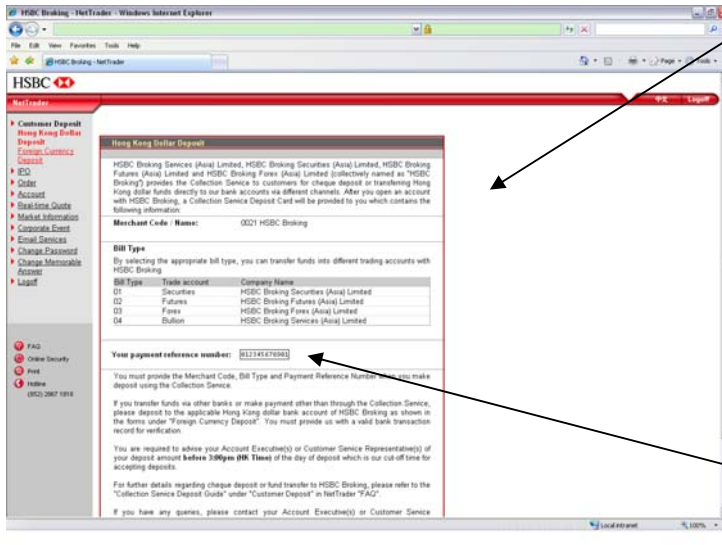 HSBC Broking - NetTrader - Windows Internet Explorer
File Edit View Favorites Tools Help
HSBC Broking - NetTrader
Page Tools
HSBC
NetTrader
中文 Logoff
Customer Deposit
Hong Kong Dollar
Deposit
Foreign Currency
Deposit
IPO
Order
Account
Real-time Quote
Market Information
Corporate Event
Email Services
Change Password
Change Memorable
Answer
Logoff
FAQ
Online Security
Print
Hotline
(852) 2867 1818
Hong Kong Dollar Deposit
HSBC Broking Services (Asia) Limited, HSBC Broking Securities (Asia) Limited, HSBC Broking
Futures (Asia) Limited and HSBC Broking Forex (Asia) Limited (collectively named as "HSBC
Broking") provides the Collection Service to customers for cheque deposit or transferring Hong
Kong dollar funds directly to our bank accounts via different channels. After you open an account
with HSBC Broking, a Collection Service Deposit Card will be provided to you which contains the
following information:
Merchant Code / Name: 0021 HSBC Broking
Bill Type
By selecting the appropriate bill type, you can transfer funds into different trading accounts with
HSBC Broking.
Bill Type Trade account Company Name
01 Securities HSBC Broking Securities (Asia) Limited
02 Futures HSBC Broking Futures (Asia) Limited
03 Forex HSBC Broking Forex (Asia) Limited
04 Bullion HSBC Broking Services (Asia) Limited
Your payment reference number: 012345678901
You must provide the Merchant Code, Bill Type and Payment Reference Number when you make
deposit using the Collection Service.
If you transfer funds via other banks or make payment other than through the Collection Service,
please deposit to the applicable Hong Kong dollar bank account of HSBC Broking as shown in
the forms under "Foreign Currency Deposit". You must provide us with a valid bank transaction
record for verification.
You are required to advise your Account Executive(s) or Customer Service Representative(s) of
your deposit amount before 3:00pm (HK Time) of the day of deposit which is our cut-off time for
accepting deposits.
For further details regarding cheque deposit or fund transfer to HSBC Broking, please refer to the
"Collection Service Deposit Guide" under "Customer Deposit" in NetTrader "FAQ".
If you have any queries, please contact your Account Executive(s) or Customer Service
Local intranet 100%